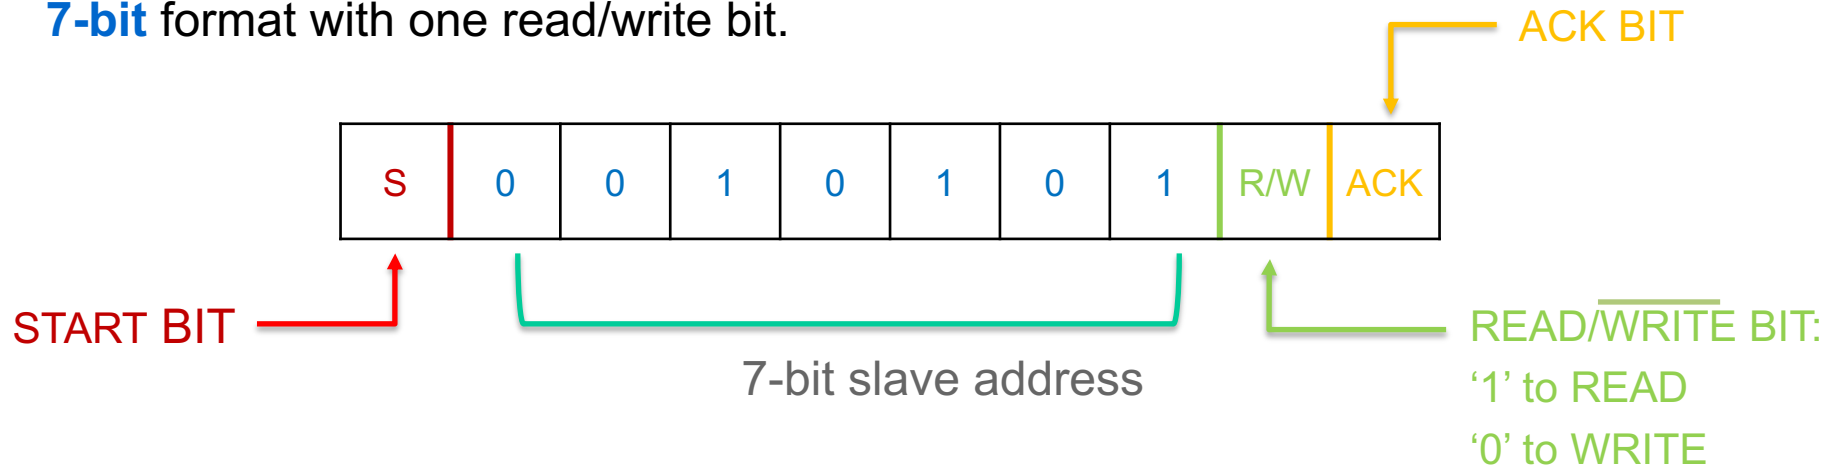 7-bit format with one read/write bit.
ACK BIT
S 0 0 1 0 1 0 1 R/W ACK
START BIT
7-bit slave address
READ/WRITE BIT:
‘1’ to READ
‘0’ to WRITE